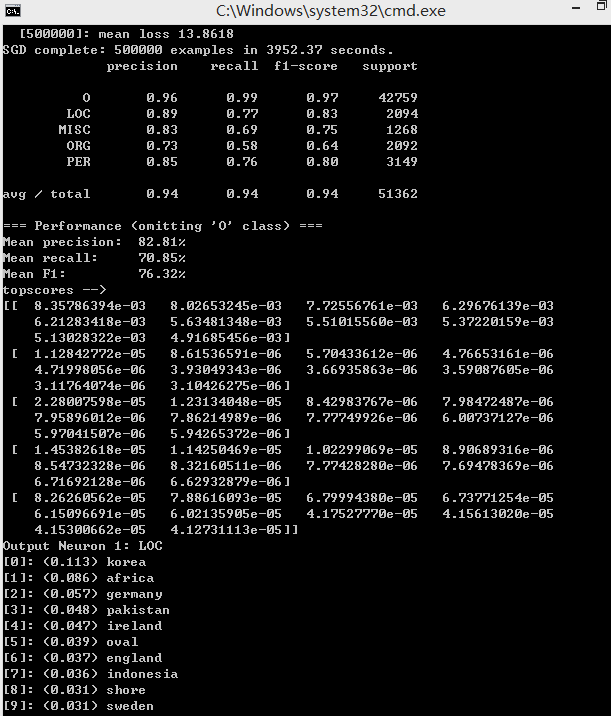 C:\Windows\system32\cmd.exe
[500000]: mean loss 13.8618
SGD complete: 500000 examples in 3952.37 seconds.
precision recall f1-score support
O 0.96 0.99 0.97 42759
LOC 0.89 0.77 0.83 2094
MISC 0.83 0.69 0.75 1268
ORG 0.73 0.58 0.64 2092
PER 0.85 0.76 0.80 3149
avg / total 0.94 0.94 0.94 51362
=== Performance (omitting 'O' class) ===
Mean precision: 82.81%
Mean recall: 70.85%
Mean F1: 76.32%
topscores -->
[[ 8.35786394e-03 8.02653245e-03 7.72556761e-03 6.29676139e-03
6.21283418e-03 5.63481348e-03 5.51015560e-03 5.37220159e-03
5.13028322e-03 4.91685456e-03]
[ 1.12842772e-05 8.61536591e-06 5.70433612e-06 4.76653161e-06
4.71998056e-06 3.93049343e-06 3.66935863e-06 3.59087605e-06
3.11764074e-06 3.10426275e-06]
[ 2.28007598e-05 1.23134048e-05 8.42983767e-06 7.98472487e-06
7.95896012e-06 7.86214989e-06 7.77749926e-06 6.00737127e-06
5.97041507e-06 5.94265372e-06]
[ 1.45382618e-05 1.14250469e-05 1.02299069e-05 8.90689316e-06
8.54732328e-06 8.32160511e-06 7.77428280e-06 7.69478369e-06
6.71692128e-06 6.62932879e-06]
[ 8.26260562e-05 7.88616093e-05 6.79994380e-05 6.73771254e-05
6.15096691e-05 6.02135905e-05 4.17527770e-05 4.15613020e-05
4.15300662e-05 4.12731113e-05]]
Output Neuron 1: LOC
[0]: (0.113) korea
[1]: (0.086) africa
[2]: (0.057) germany
[3]: (0.048) pakistan
[4]: (0.047) ireland
[5]: (0.039) oval
[6]: (0.037) england
[7]: (0.036) indonesia
[8]: (0.031) shore
[9]: (0.031) sweden